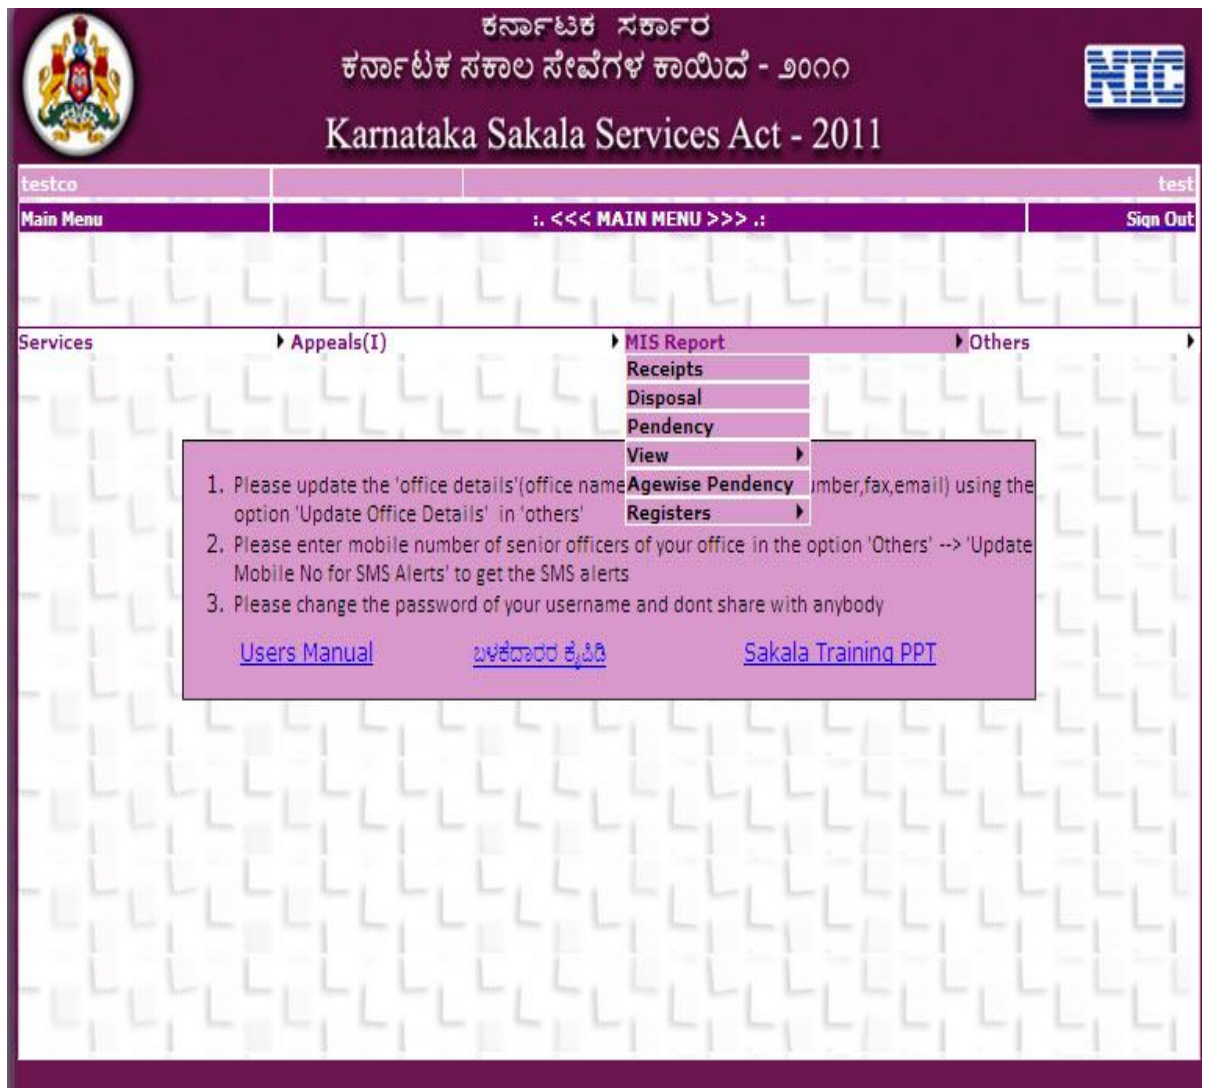 ಕರ್ನಾಟಕ ಸರ್ಕಾರ
ಕರ್ನಾಟಕ ಸಕಾಲ ಸೇವೆಗಳ ಕಾಯಿದೆ - ೨೦೧೧
NIC
Karnataka Sakala Services Act - 2011
testco test
Main Menu :. <<< MAIN MENU >>> .: Sign Out
Services Appeals(I) MIS Report Others
Receipts
Disposal
Pendency
View
Agewise Pendency
Registers
1. Please update the 'office details'(office name umber,fax,email) using the
option 'Update Office Details' in 'others'
2. Please enter mobile number of senior officers of your office in the option 'Others' --> 'Update
Mobile No for SMS Alerts' to get the SMS alerts
3. Please change the password of your username and dont share with anybody
Users Manual ಬಳಕೆದಾರರ ಕೈಪಿಡಿ Sakala Training PPT